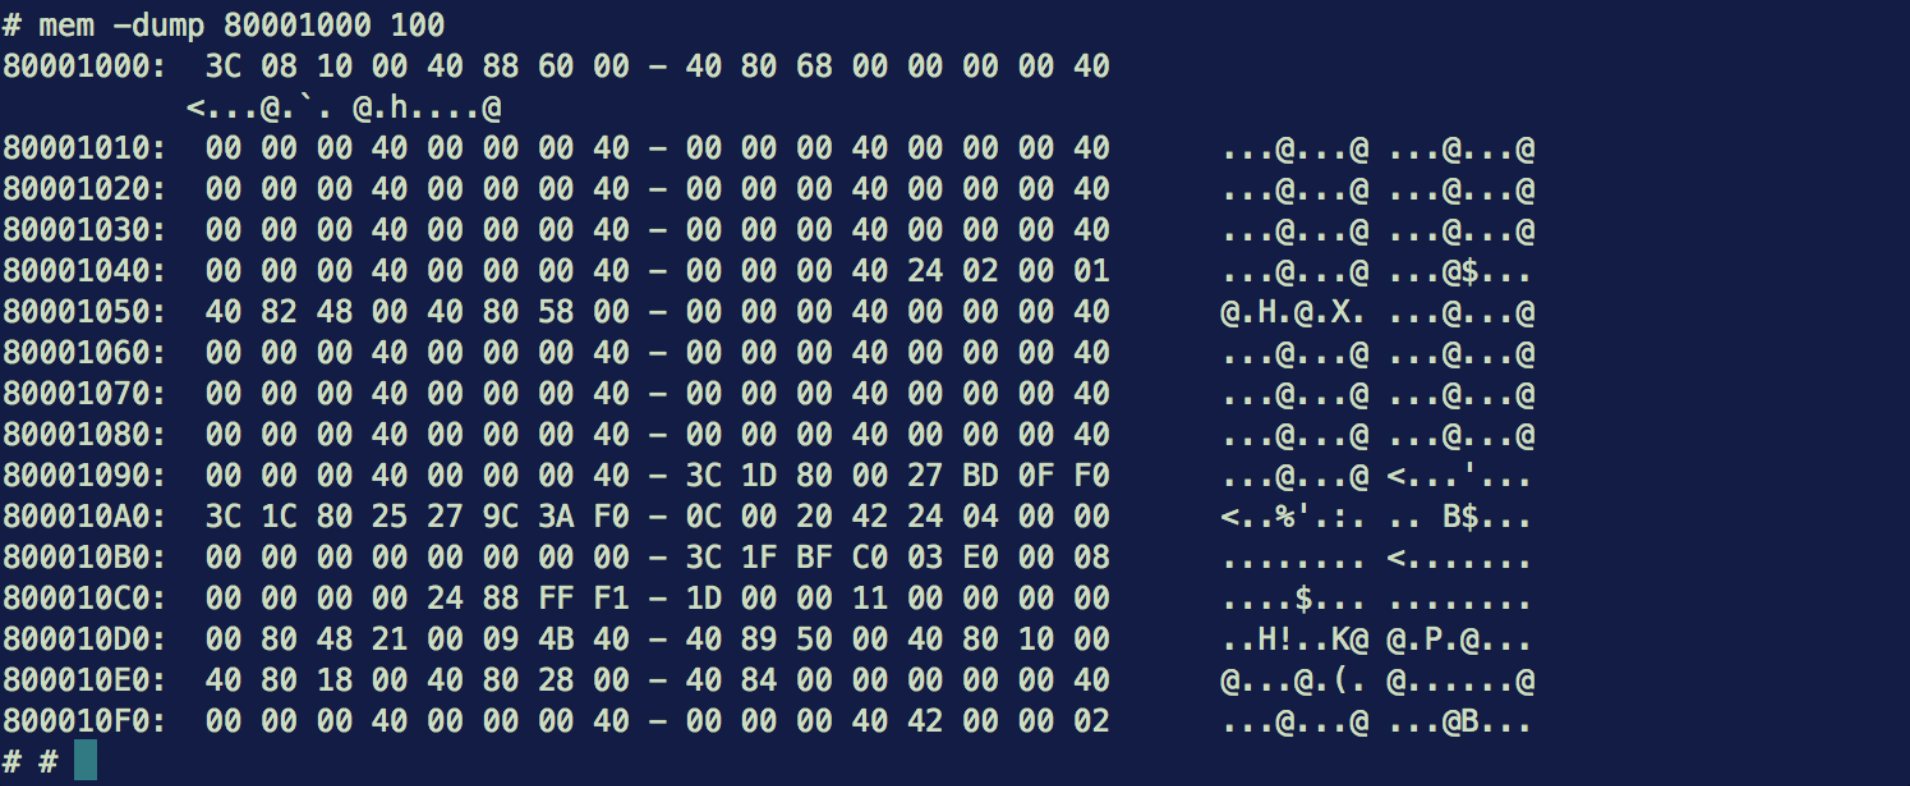 # mem -dump 80001000 100
80001000:  3C 08 10 00 40 88 60 00 – 40 80 68 00 00 00 00 40
<...@.`. @.h....@
80001010:  00 00 00 40 00 00 00 40 – 00 00 00 40 00 00 00 40      ...@...@ ...@...@
80001020:  00 00 00 40 00 00 00 40 – 00 00 00 40 00 00 00 40      ...@...@ ...@...@
80001030:  00 00 00 40 00 00 00 40 – 00 00 00 40 00 00 00 40      ...@...@ ...@...@
80001040:  00 00 00 40 00 00 00 40 – 00 00 00 40 24 02 00 01      ...@...@ ...@$...
80001050:  40 82 48 00 40 80 58 00 – 00 00 00 40 00 00 00 40      @.H.@.X. ...@...@
80001060:  00 00 00 40 00 00 00 40 – 00 00 00 40 00 00 00 40      ...@...@ ...@...@
80001070:  00 00 00 40 00 00 00 40 – 00 00 00 40 00 00 00 40      ...@...@ ...@...@
80001080:  00 00 00 40 00 00 00 40 – 00 00 00 40 00 00 00 40      ...@...@ ...@...@
80001090:  00 00 00 40 00 00 00 40 – 3C 1D 80 00 27 BD 0F F0      ...@...@ <...'...
800010A0:  3C 1C 80 25 27 9C 3A F0 – 0C 00 20 42 24 04 00 00      <..%'.:. .. B$...
800010B0:  00 00 00 00 00 00 00 00 – 3C 1F BF C0 03 E0 00 08      ........ <.......
800010C0:  00 00 00 00 24 88 FF F1 – 1D 00 00 11 00 00 00 00      ....$... ........
800010D0:  00 80 48 21 00 09 4B 40 – 40 89 50 00 40 80 10 00      ..H!..K@ @.P.@...
800010E0:  40 80 18 00 40 80 28 00 – 40 84 00 00 00 00 00 40      @...@.(. @......@
800010F0:  00 00 00 40 00 00 00 40 – 00 00 00 40 42 00 00 02      ...@...@ ...@B...
# #